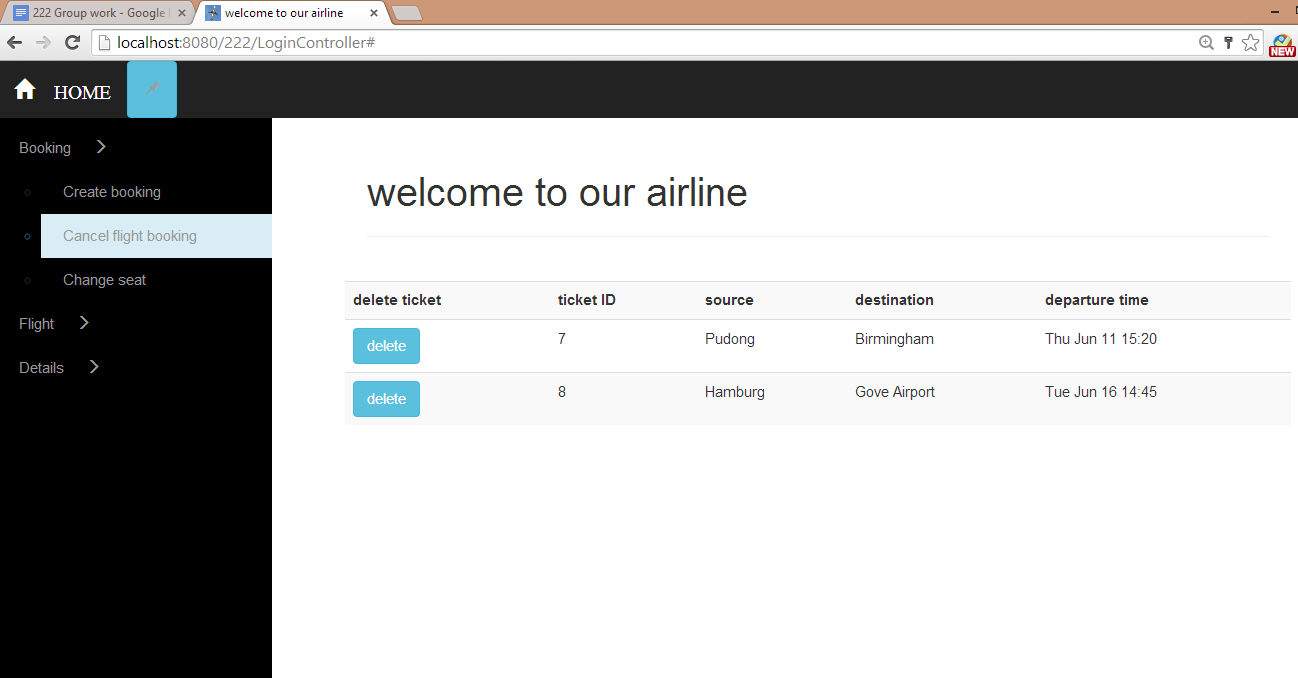 222 Group work - Google
welcome to our airline
localhost:8080/222/LoginController#
NEW
HOME
Booking
Create booking
Cancel flight booking
Change seat
Flight
Details
welcome to our airline
delete ticket ticket ID source destination departure time
delete 7 Pudong Birmingham Thu Jun 11 15:20
delete 8 Hamburg Gove Airport Tue Jun 16 14:45